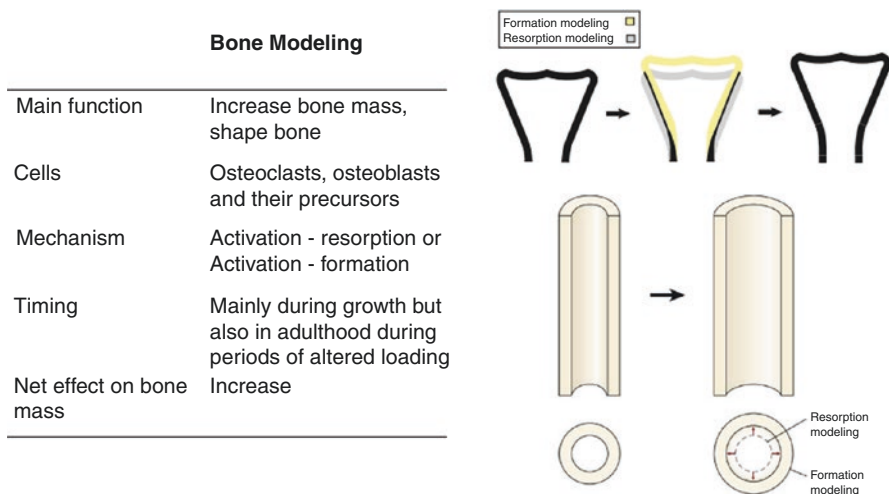 Bone Modeling
Main function
Increase bone mass,
shape bone
Cells
Osteoclasts, osteoblasts
and their precursors
Mechanism
Activation - resorption or
Activation - formation
Timing
Mainly during growth but
also in adulthood during
periods of altered loading
Net effect on bone
mass
Increase
Formation modeling
Resorption modeling
Resorption
modeling
Formation
modeling